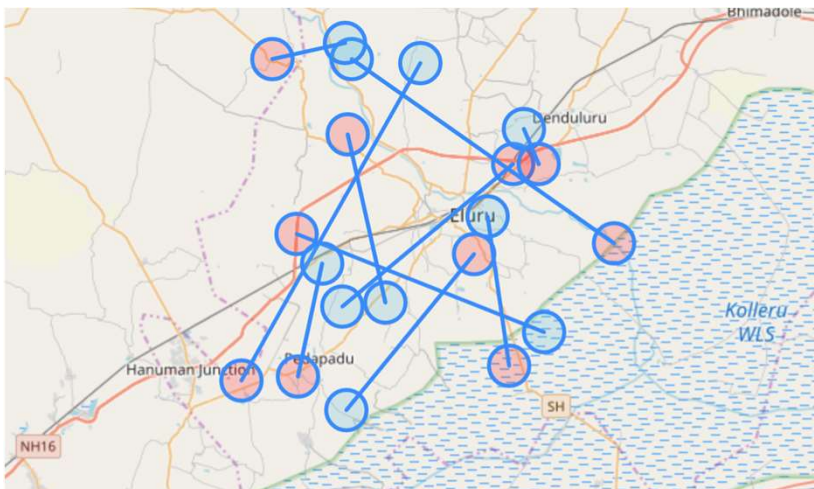 Bhimadole
Denduluru
Eluru
Kolleru
WLS
Pedapadu
Hanuman Junction
SH
NH16